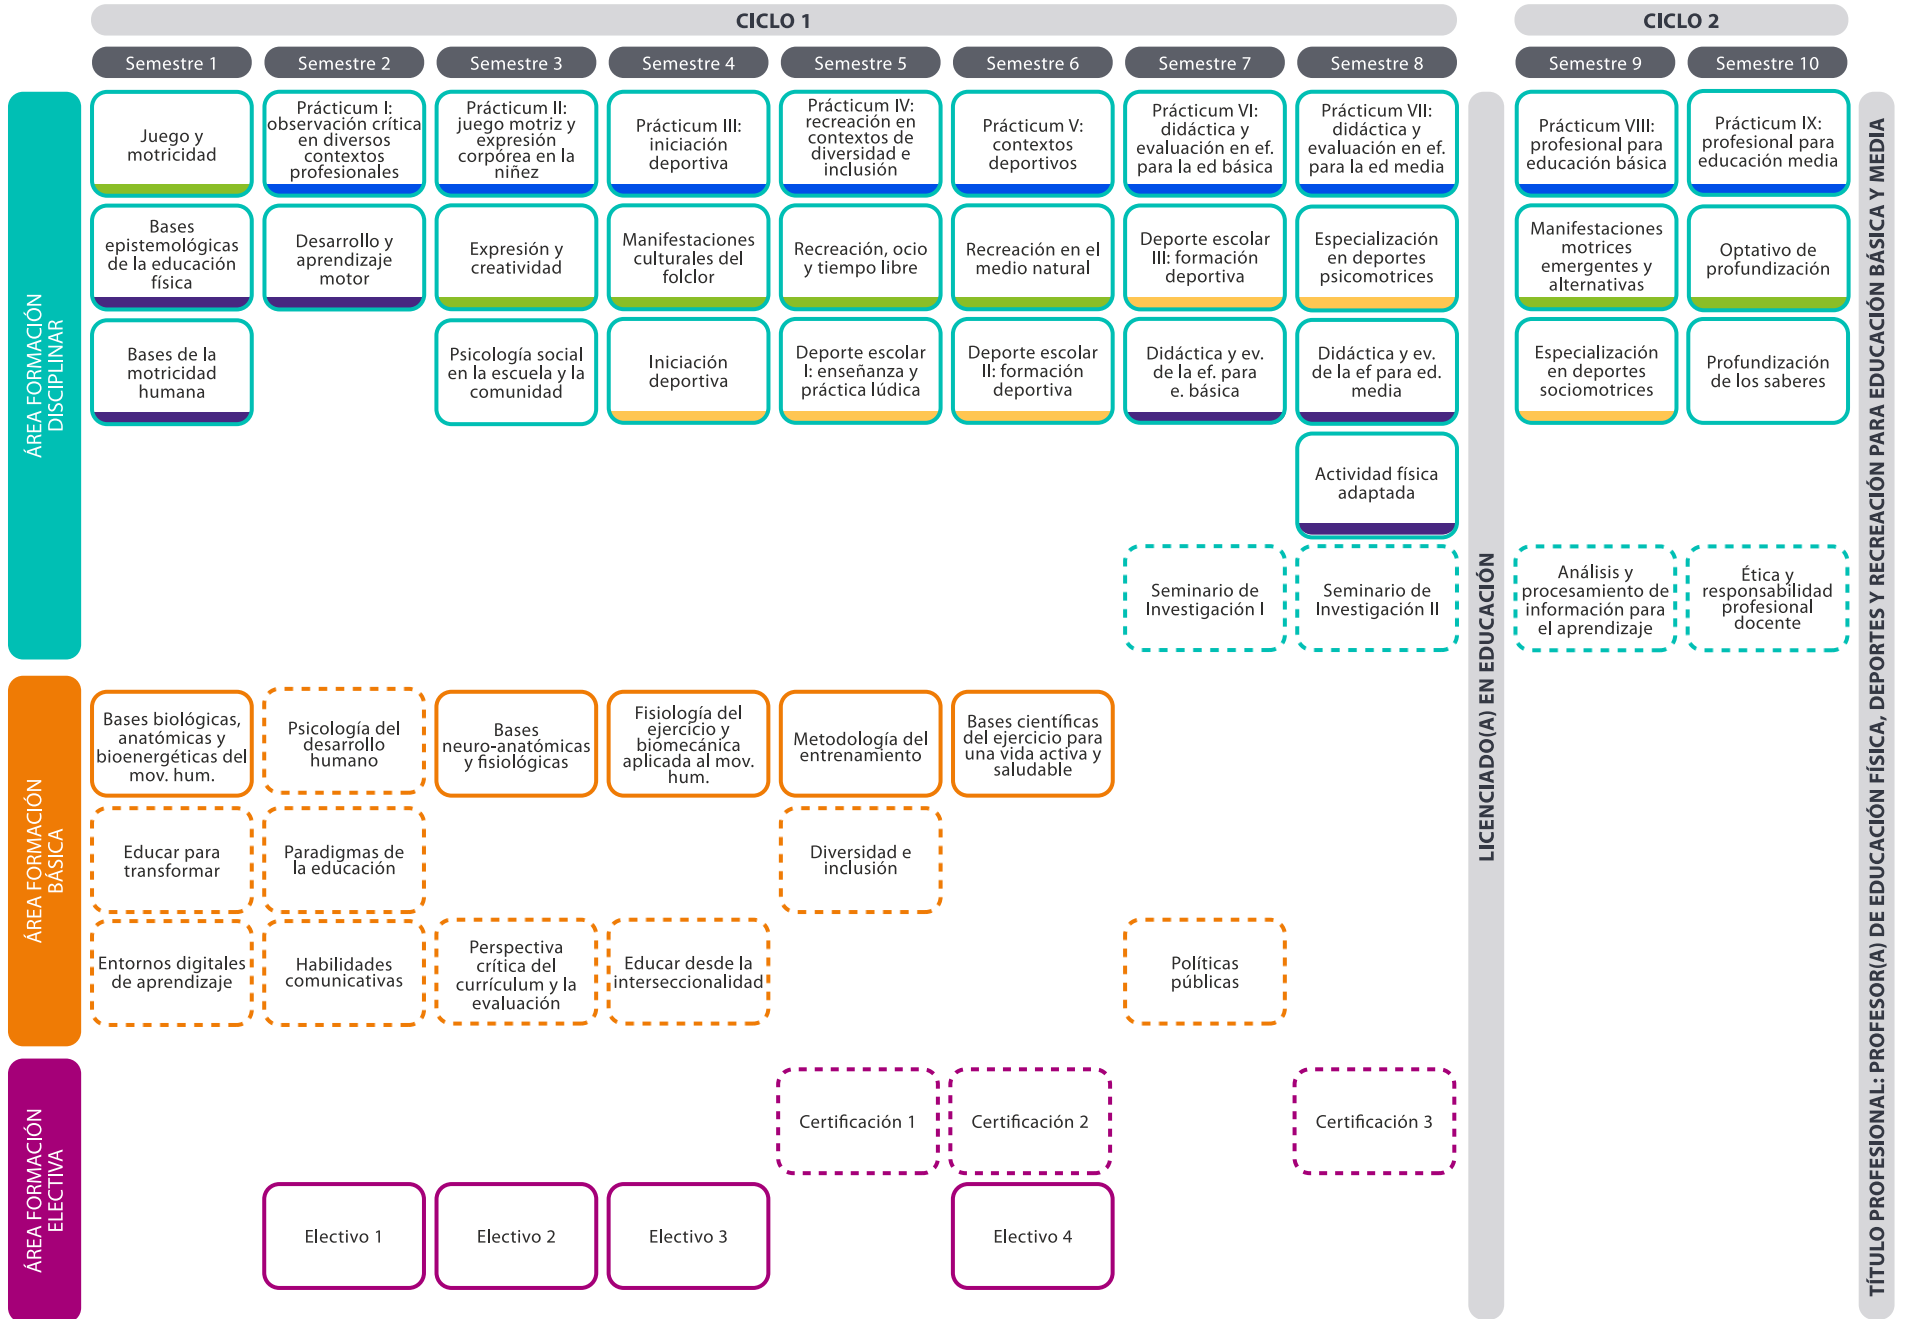 CICLO 1
CICLO 2
Semestre 1
Semestre 2
Semestre 3
Semestre 4
Semestre 5
Semestre 6
Semestre 7
Semestre 8
Semestre 9
Semestre 10
ÁREA FORMACIÓN
DISCIPLINAR
Juego y
motricidad
Prácticum I:
observación crítica
en diversos
contextos
profesionales
Prácticum II:
juego motriz y
expresión
corpórea en la
niñez
Prácticum III:
iniciación
deportiva
Prácticum IV:
recreación en
contextos de
diversidad e
inclusión
Prácticum V:
contextos
deportivos
Prácticum VI:
didáctica y
evaluación en ef.
para la ed básica
Prácticum VII:
didáctica y
evaluación en ef.
para la ed media
Prácticum VIII:
profesional para
educación básica
Prácticum IX:
profesional para
educación media
Bases
epistemológicas
de la educación
física
Desarrollo y
aprendizaje
motor
Expresión y
creatividad
Manifestaciones
culturales del
folclor
Recreación, ocio
y tiempo libre
Recreación en el
medio natural
Deporte escolar
III: formación
deportiva
Especialización
en deportes
psicomotrices
Manifestaciones
motrices
emergentes y
alternativas
Optativo de
profundización
Bases de la
motricidad
humana
Psicología social
en la escuela y la
comunidad
Iniciación
deportiva
Deporte escolar
I: enseñanza y
práctica lúdica
Deporte escolar
II: formación
deportiva
Didáctica y ev.
de la ef. para
e. básica
Didáctica y ev.
de la ef para ed.
media
Especialización
en deportes
sociomotrices
Profundización
de los saberes
Actividad física
adaptada
Seminario de
Investigación I
Seminario de
Investigación II
Análisis y
procesamiento de
información para
el aprendizaje
Ética y
responsabilidad
profesional
docente
ÁREA FORMACIÓN
BÁSICA
Bases biológicas,
anatómicas y
bioenergéticas del
mov. hum.
Psicología del
desarrollo
humano
Bases
neuro-anatómicas
y fisiológicas
Fisiología del
ejercicio y
biomecánica
aplicada al mov.
hum.
Metodología del
entrenamiento
Bases científicas
del ejercicio para
una vida activa y
saludable
Educar para
transformar
Paradigmas de
la educación
Diversidad e
inclusión
Entornos digitales
de aprendizaje
Habilidades
comunicativas
Perspectiva
crítica del
currículum y la
evaluación
Educar desde la
interseccionalidad
Políticas
públicas
ÁREA FORMACIÓN
ELECTIVA
Certificación 1
Certificación 2
Certificación 3
Electivo 1
Electivo 2
Electivo 3
Electivo 4
LICENCIADO(A) EN EDUCACIÓN
TÍTULO PROFESIONAL: PROFESOR(A) DE EDUCACIÓN FÍSICA, DEPORTES Y RECREACIÓN PARA EDUCACIÓN BÁSICA Y MEDIA